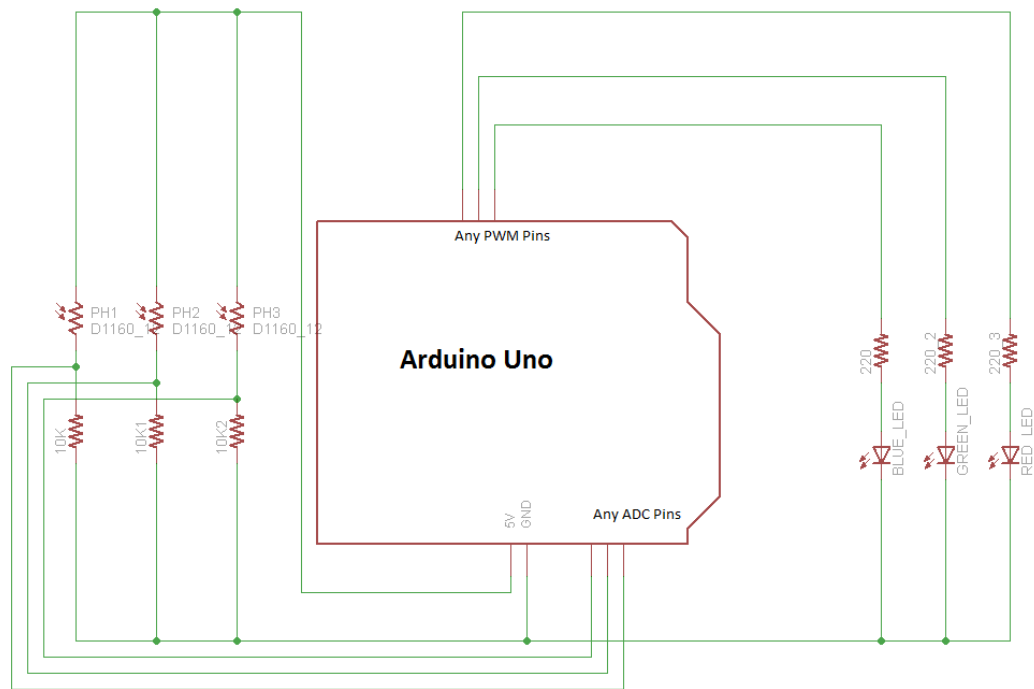 Any PWM Pins
PH1
D1160_1
PH2
D1160_1
PH3
D1160_12
Arduino Uno
220
220_2
220_3
10K
10K1
10K2
BLUE_LED
GREEN_LED
RED_LED
5V
GND
Any ADC Pins